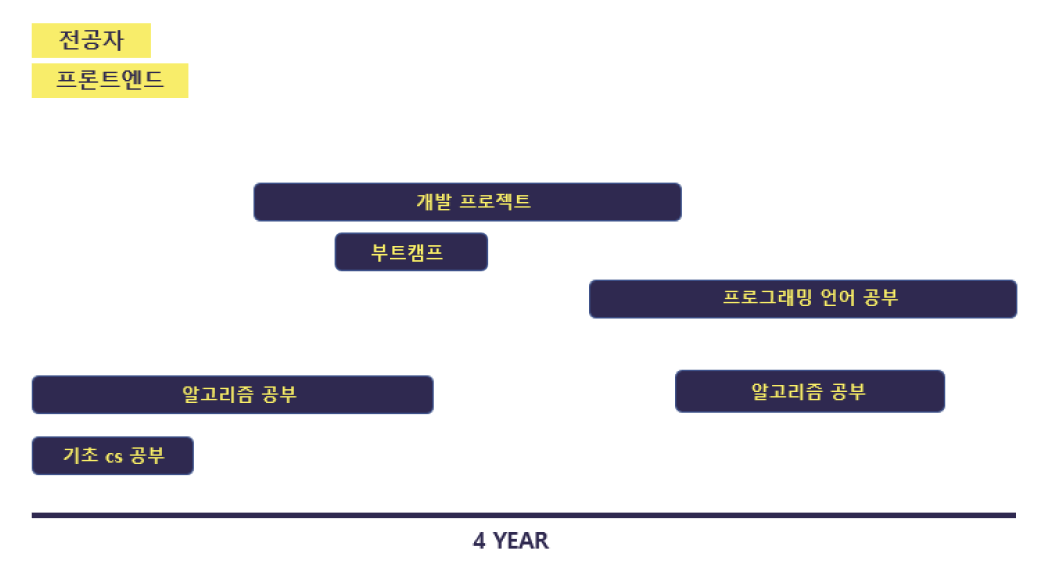 전공자
프론트엔드
개발 프로젝트
부트캠프
프로그래밍 언어 공부
알고리즘 공부
알고리즘 공부
기초 cs 공부
4 YEAR